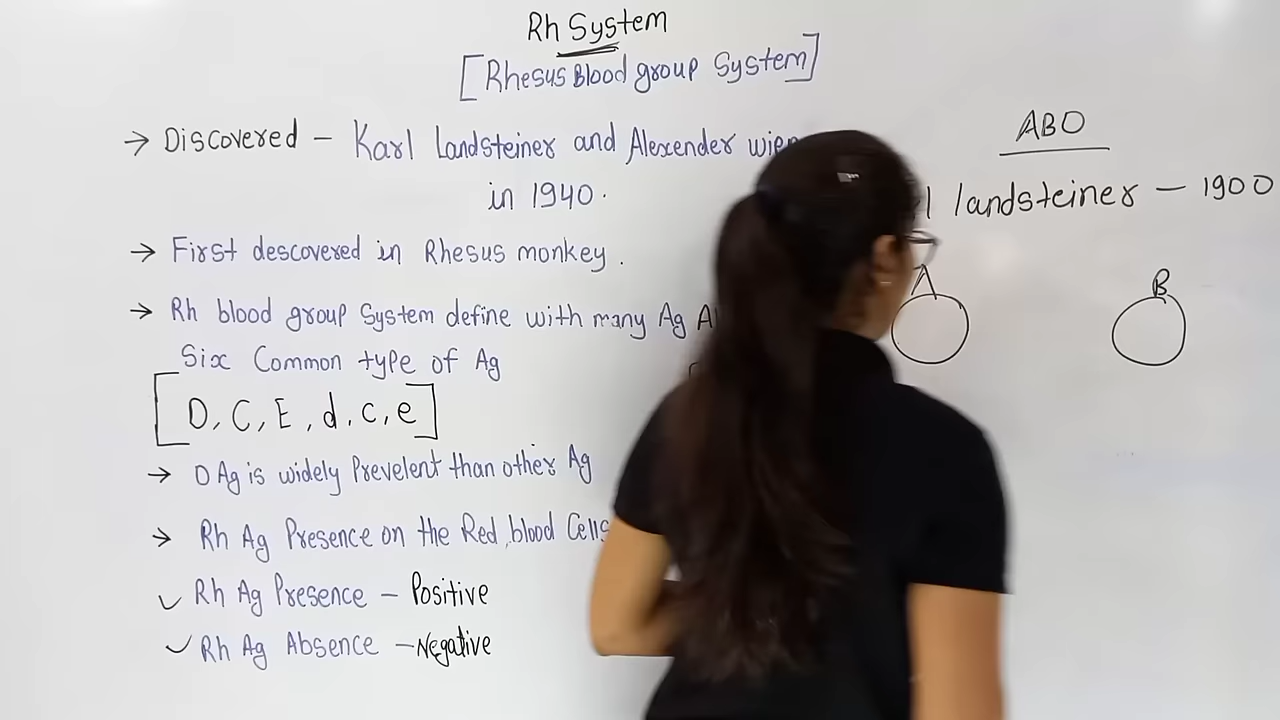 Rh System
[Rhesus Blood group System]
→ Discovered - Karl landsteiner and Alexender
in 1940.
→ First descovered in Rhesus monkey.
→ Rh blood group System define with many Ag
Six Common type of Ag
[D, C, E, d, c, e]
→ D Ag is widely Prevelent than other Ag
→ Rh Ag Presence on the Red blood Cells
✓ Rh Ag Presence - Positive
✓ Rh Ag Absence - Negative
ABO
landsteiner - 1900
A
B